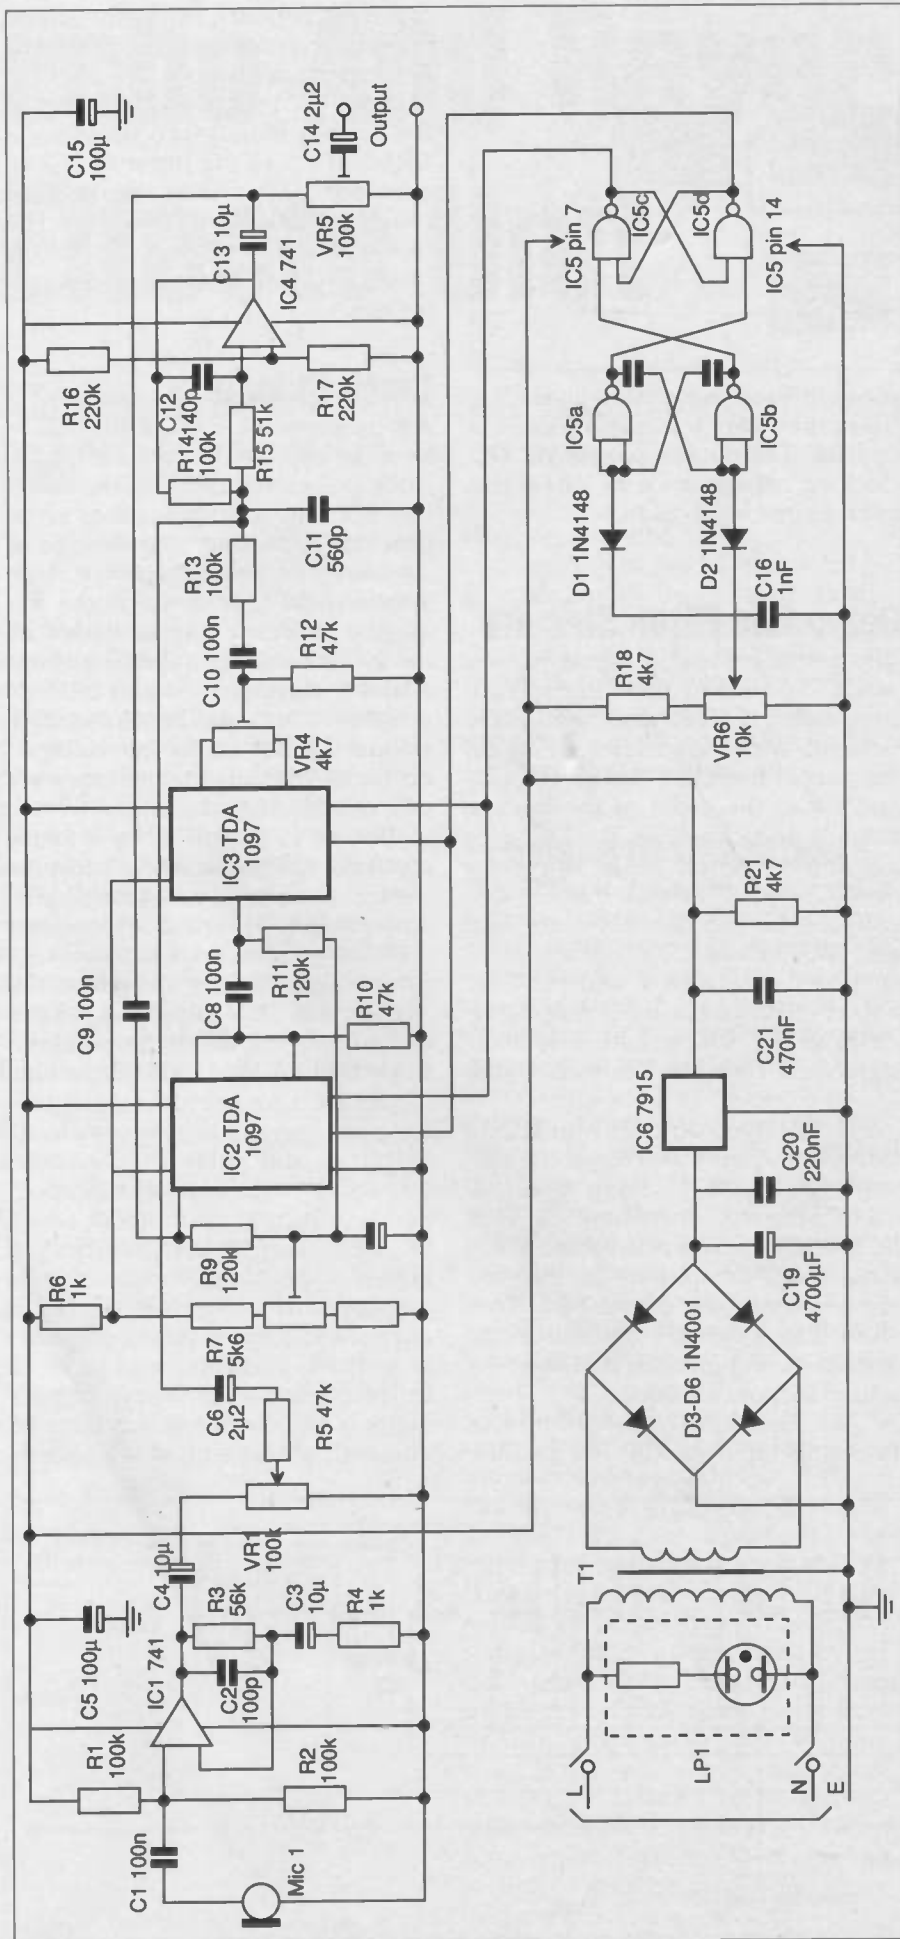 C1 100n
Mic 1
R1
100k
R2
100k
C5 100µ
IC1 741
C2
100p
R3
56k
C3
10µ
R4
1k
C4 10µ
VR1
100k
R5 47k
C6
2µ2
R6
1k
R7
5k6
R9
120k
IC2 TDA
1097
C9 100n
C8 100n
R10
47k
R11
120k
IC3 TDA
1097
VR4
4k7
C10 100n
R12
47k
R13
100k
C11
560p
R14
100k
C12
140p
R15 51k
R16
220k
R17
220k
IC4 741
C13 10µ
VR5
100k
C14 2µ2
Output
C15
100µ
L
N
E
LP1
T1
D3-D6 1N4001
C19
4700µF
C20
220nF
IC6 7915
C21
470nF
R21
4k7
R18
4k7
VR6
10k
C16
1nF
D1 1N4148
D2 1N4148
IC5a
IC5b
IC5 pin 7
IC5c
IC5d
IC5 pin 14